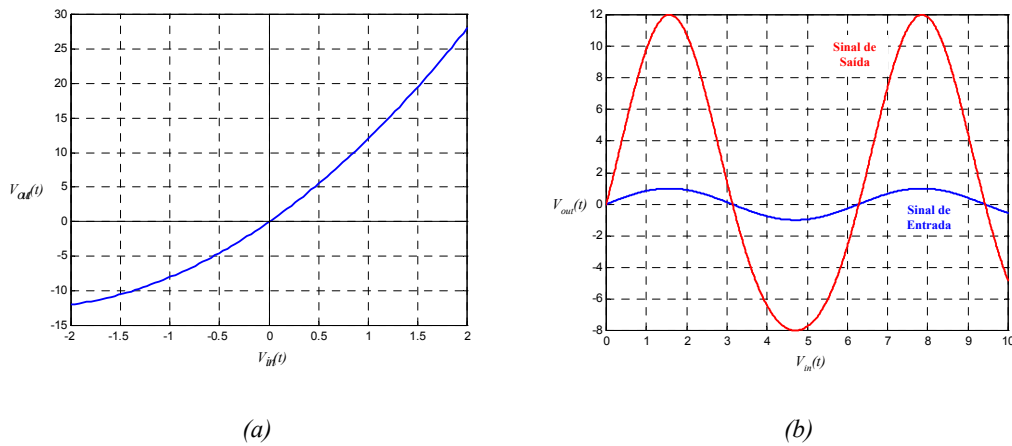 30
25
20
15
10
5
0
-5
-10
-15
V_out(t)
-2 -1.5 -1 -0.5 0 0.5 1 1.5 2
V_in(t)
(a)
12
10
8
6
4
2
0
-2
-4
-6
-8
V_out(t)
Sinal de
Saída
Sinal de
Entrada
0 1 2 3 4 5 6 7 8 9 10
V_in(t)
(b)